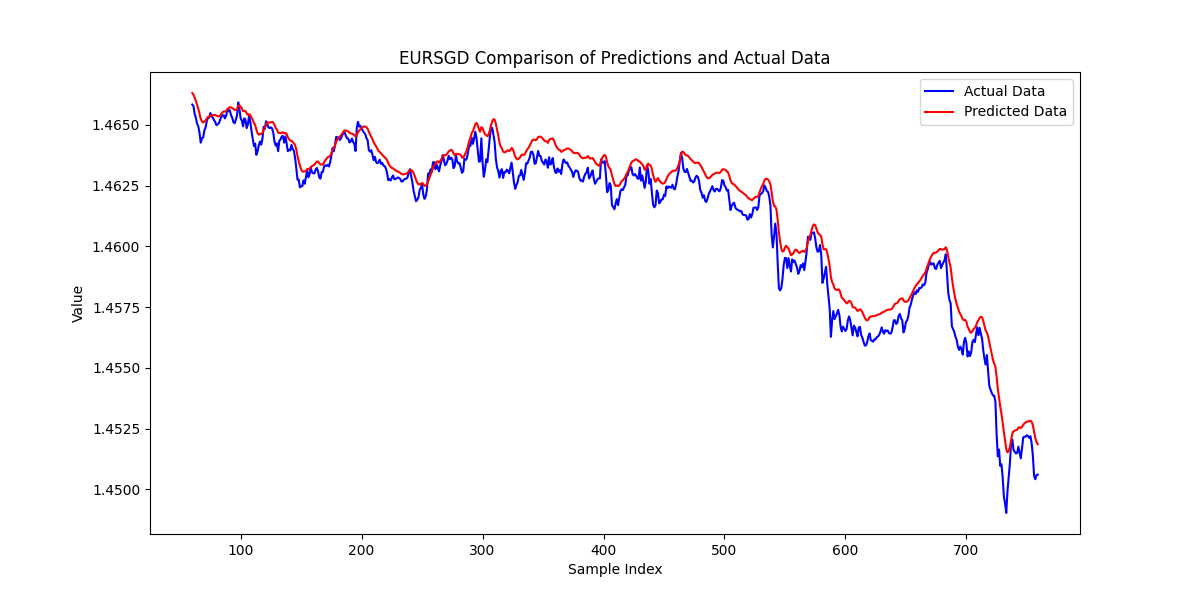 EURSGD Comparison of Predictions and Actual Data
Actual Data
Predicted Data
Value
1.4650
1.4625
1.4600
1.4575
1.4550
1.4525
1.4500
100 200 300 400 500 600 700
Sample Index